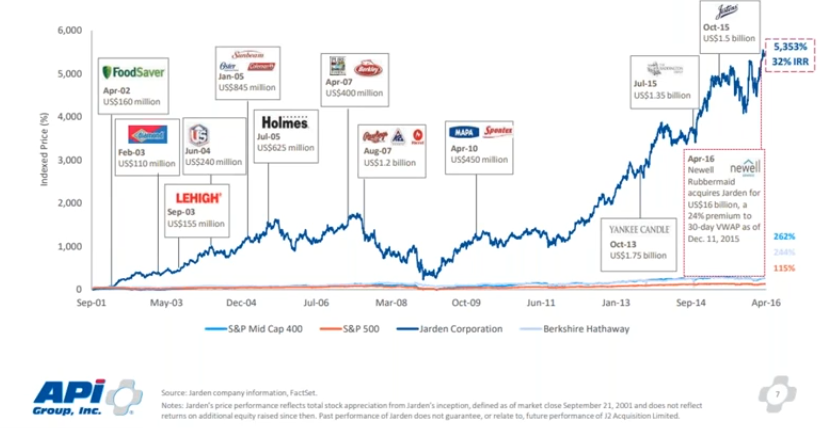 6,000
5,000
4,000
3,000
2,000
1,000
0
Indexed Price (%)
FoodSaver
Apr-02
US$160 million
Diamond
Feb-03
US$110 million
LEHIGH
Sep-03
US$155 million
US
Jun-04
US$240 million
Sunbeam
Oster
Coleman
Jan-05
US$845 million
Holmes
Jul-05
US$625 million
Berkley
Apr-07
US$400 million
Rawlings
K2
Marmot
Aug-07
US$1.2 billion
MAPA
Spontex
Apr-10
US$450 million
YANKEE CANDLE
Oct-13
US$1.75 billion
Jul-15
US$1.35 billion
Jostens
Oct-15
US$1.5 billion
5,353%
32% IRR
Apr-16
newell
Newell
Rubbermaid
acquires Jarden for
US$16 billion, a
24% premium to
30-day VWAP as of
Dec. 11, 2015
262%
244%
115%
Sep-01 May-03 Dec-04 Jul-06 Mar-08 Oct-09 Jun-11 Jan-13 Sep-14 Apr-16
S&P Mid Cap 400 S&P 500 Jarden Corporation Berkshire Hathaway
APi
Group, Inc.
Source: Jarden company information, FactSet.
Notes: Jarden's price performance reflects total stock appreciation from Jarden's inception, defined as of market close September 21, 2001 and does not reflect
returns on additional equity raised since then. Past performance of Jarden does not guarantee, or relate to, future performance of J2 Acquisition Limited.
7